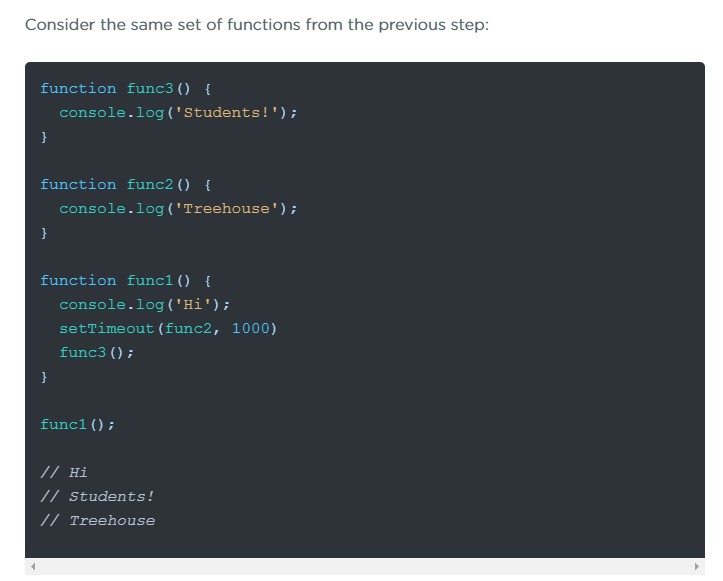 Consider the same set of functions from the previous step:
function func3() {
  console.log('Students!');
}
function func2() {
  console.log('Treehouse');
}
function func1() {
  console.log('Hi');
  setTimeout(func2, 1000)
  func3();
}
func1();
// Hi
// Students!
// Treehouse